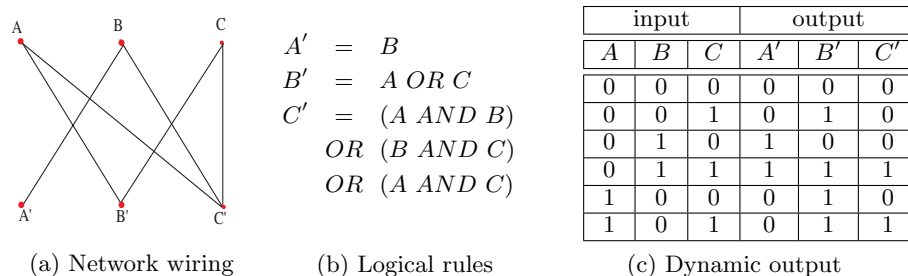 A B C
A' B' C'
(a) Network wiring
A′ = B
B′ = A OR C
C′ = (A AND B)
OR (B AND C)
OR (A AND C)
(b) Logical rules
input output
A B C A′ B′ C′
0 0 0 0 0 0
0 0 1 0 1 0
0 1 0 1 0 0
0 1 1 1 1 1
1 0 0 0 1 0
1 0 1 0 1 1
(c) Dynamic output